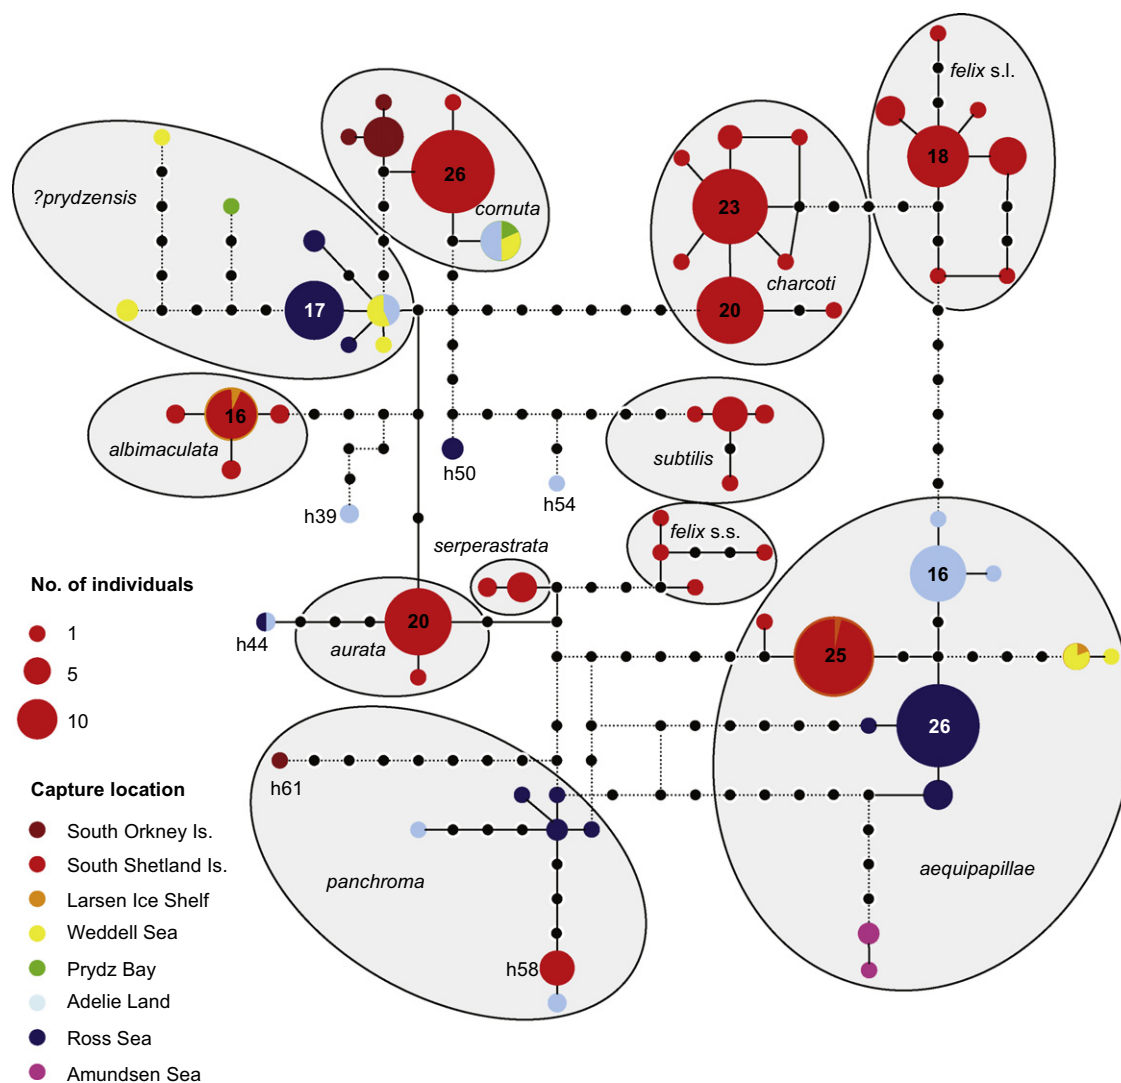 felix s.l.
18
26
cornuta
?prydzensis
23
charcoti
17
20
16
albimaculata
subtilis
h50
h54
h39
felix s.s.
serperastrata
No. of individuals
1
5
10
16
20
h44
aurata
25
26
h61
Capture location
South Orkney Is.
South Shetland Is.
Larsen Ice Shelf
Weddell Sea
Prydz Bay
Adelie Land
Ross Sea
Amundsen Sea
panchroma
aequipapillae
h58